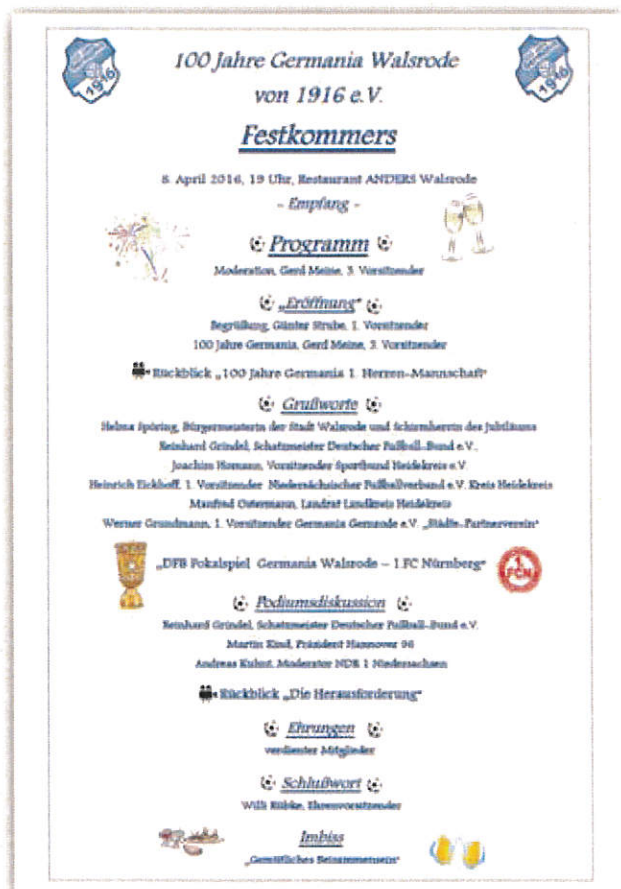 1916
1916
100 Jahre Germania Walsrode
von 1916 e.V.
Festkommers
8. April 2016, 19 Uhr, Restaurant ANDERS Walsrode
- Empfang -
Programm
Moderation, Gerd Meine, 3. Vorsitzender
„Eröffnung"
Begrüßung, Günter Strube, 1. Vorsitzender
100 Jahre Germania, Gerd Meine, 3. Vorsitzender
Rückblick „100 Jahre Germania 1. Herren-Mannschaft"
Grußworte
Helma Spöring, Bürgermeisterin der Stadt Walsrode und Schirmherrin des Jubiläums
Reinhard Grindel, Schatzmeister Deutscher Fußball-Bund e.V.,
Joachim Homann, Vorsitzender Sportbund Heidekreis e.V.
Heinrich Eickhoff, 1. Vorsitzender Niedersächsischer Fußballverband e.V. Kreis Heidekreis
Manfred Ostermann, Landrat Landkreis Heidekreis
Werner Grundmann, 1. Vorsitzender Germania Gernrode e.V. „Städte-Partnerverein"
„DFB Pokalspiel Germania Walsrode – 1.FC Nürnberg"
1.
FCN
Podiumsdiskussion
Reinhard Grindel, Schatzmeister Deutscher Fußball-Bund e.V.
Martin Kind, Präsident Hannover 96
Andreas Kuhnt, Moderator NDR 1 Niedersachsen
Rückblick „Die Herausforderung"
Ehrungen
verdienter Mitglieder
Schlußwort
Willi Rübke, Ehrenvorsitzender
Imbiss
„Gemütliches Beisammensein"